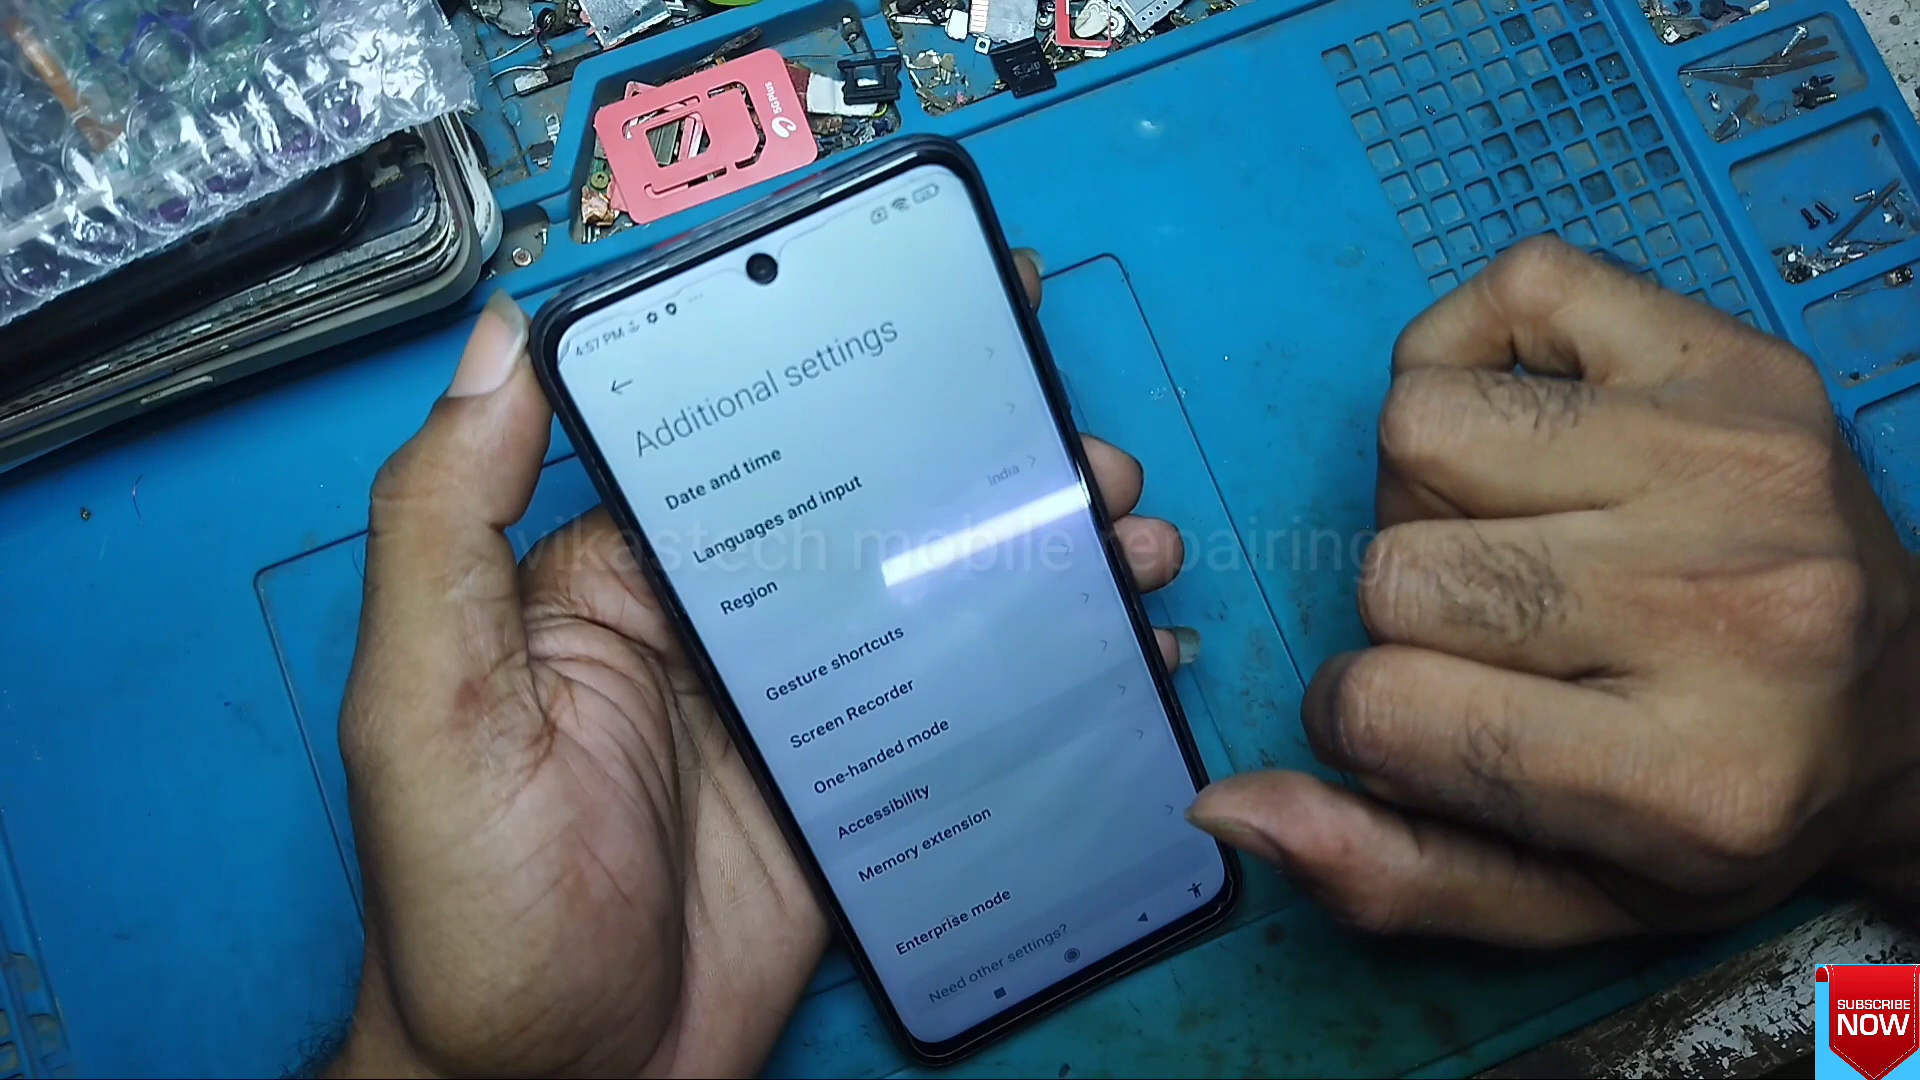 5G Plus
4:57 PM
Additional settings
Date and time
Languages and input
Region India
vikastech mobile repairing
Gesture shortcuts
Screen Recorder
One-handed mode
Accessibility
Memory extension
Enterprise mode
Need other settings?
SUBSCRIBE
NOW